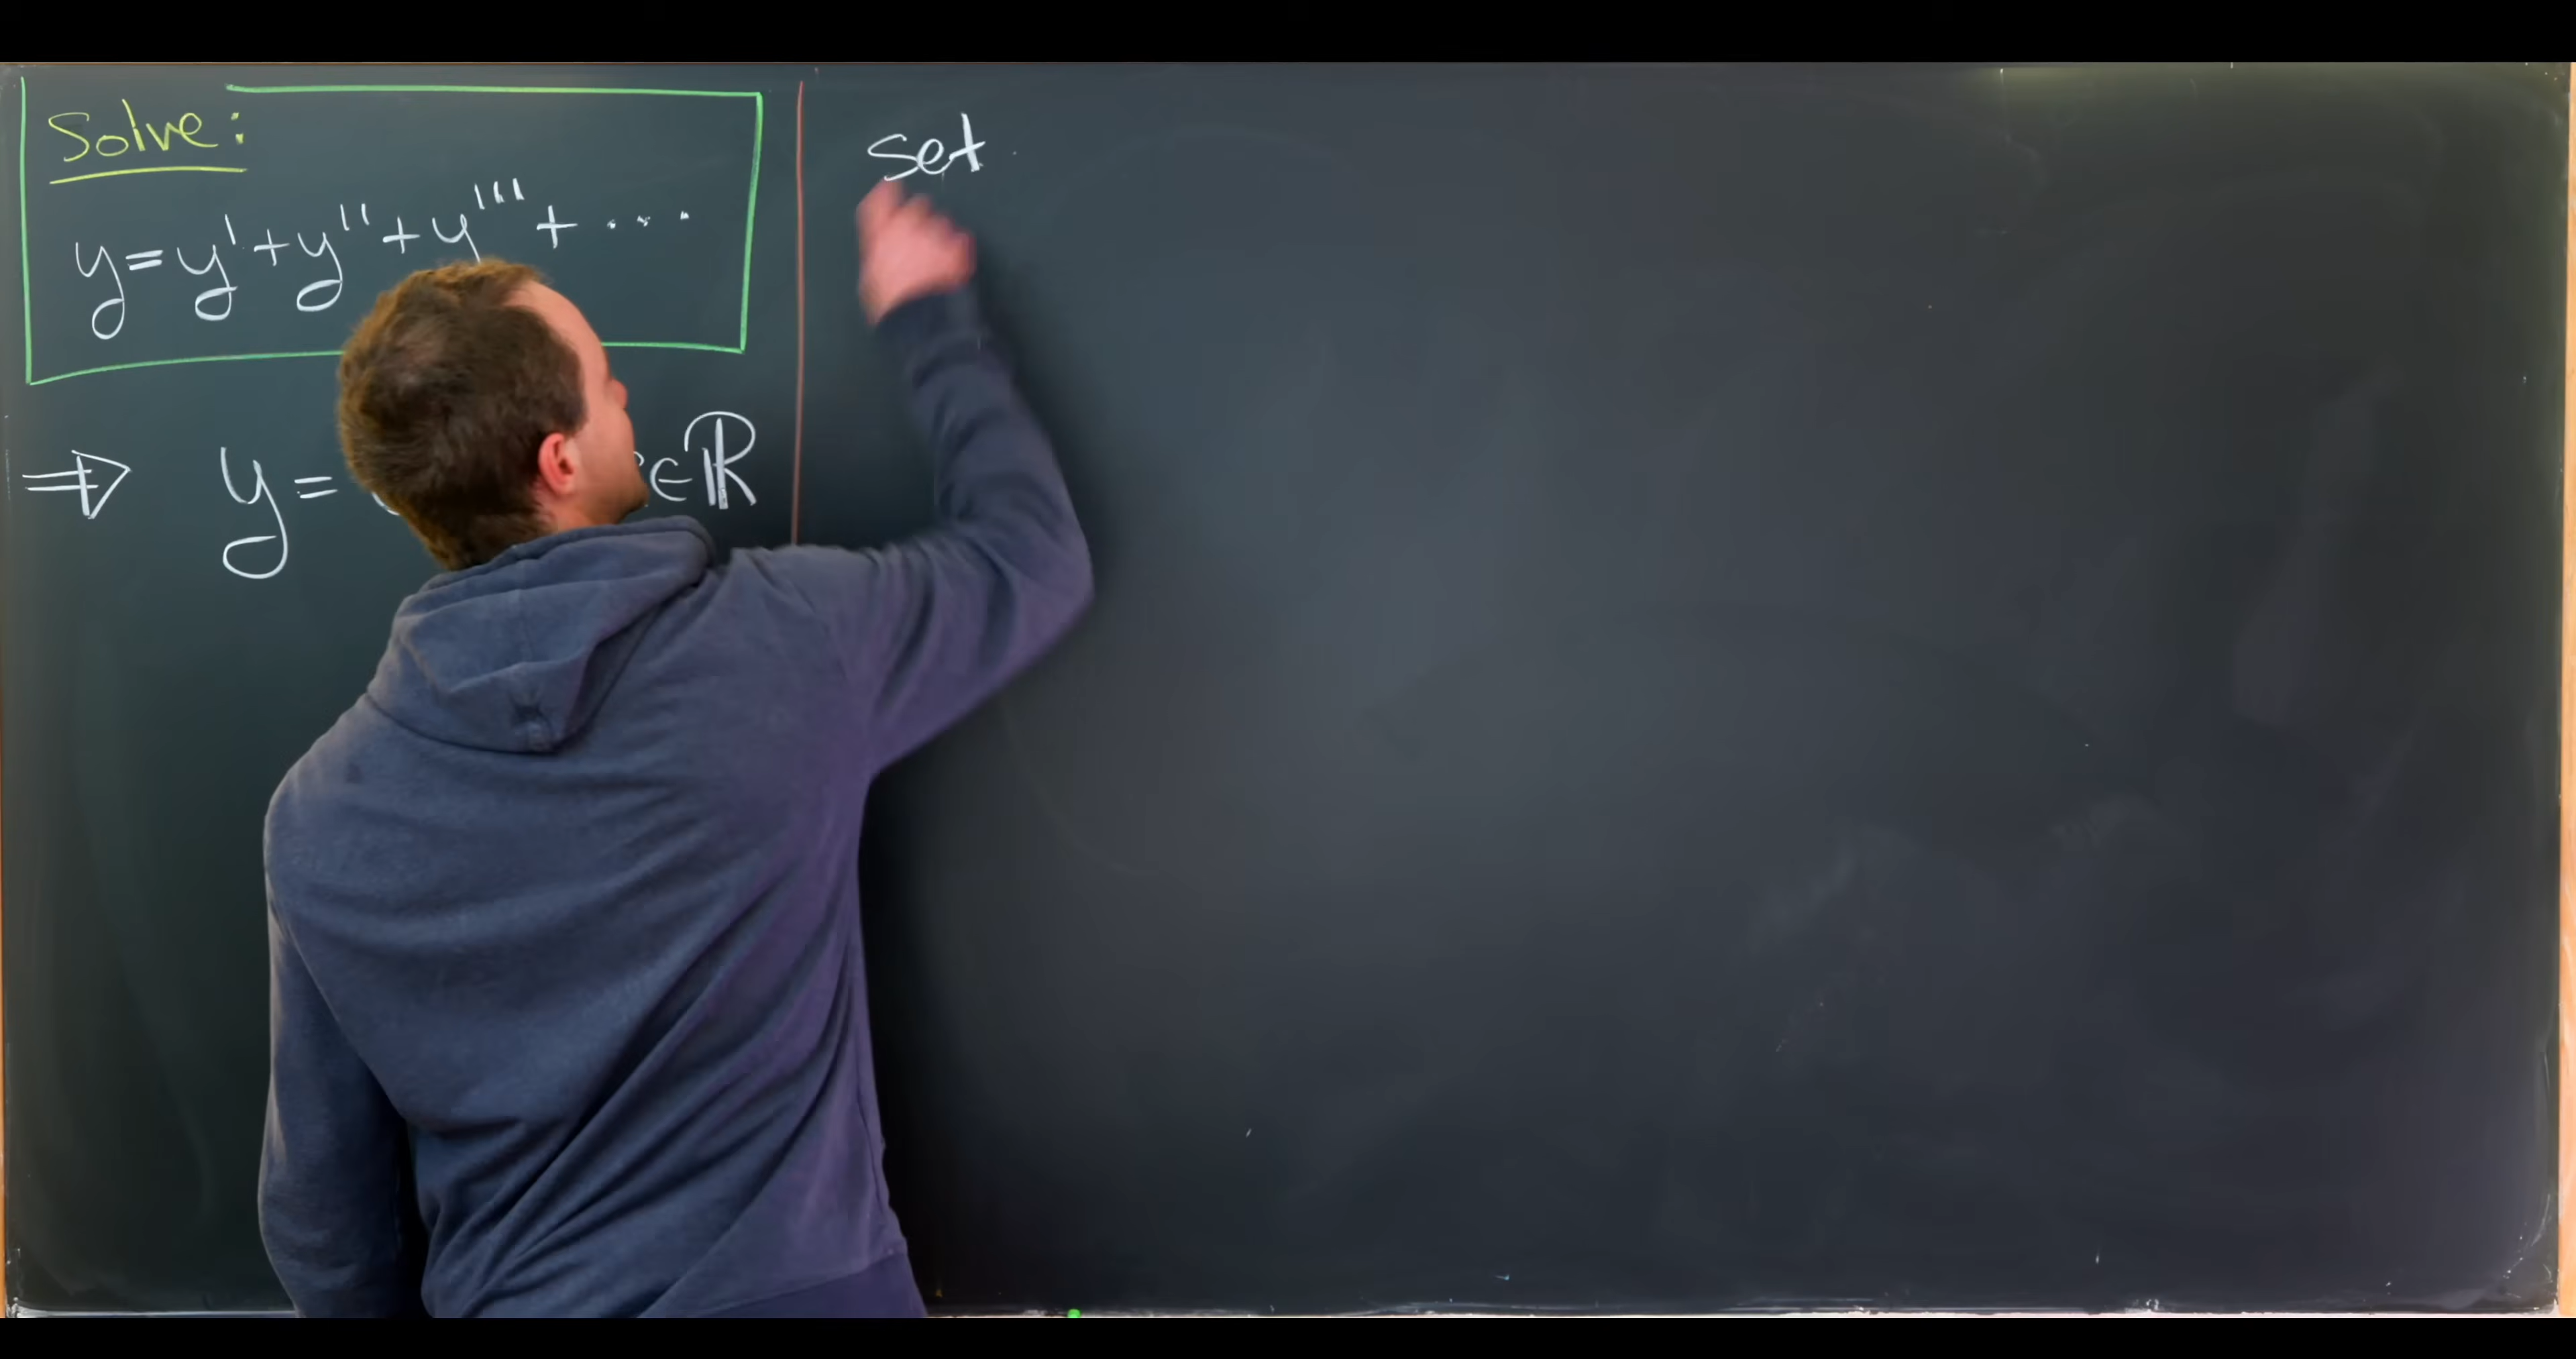 Solve:
y=y'+y''+y'''+....
⇒ y= ∈ℝ
set